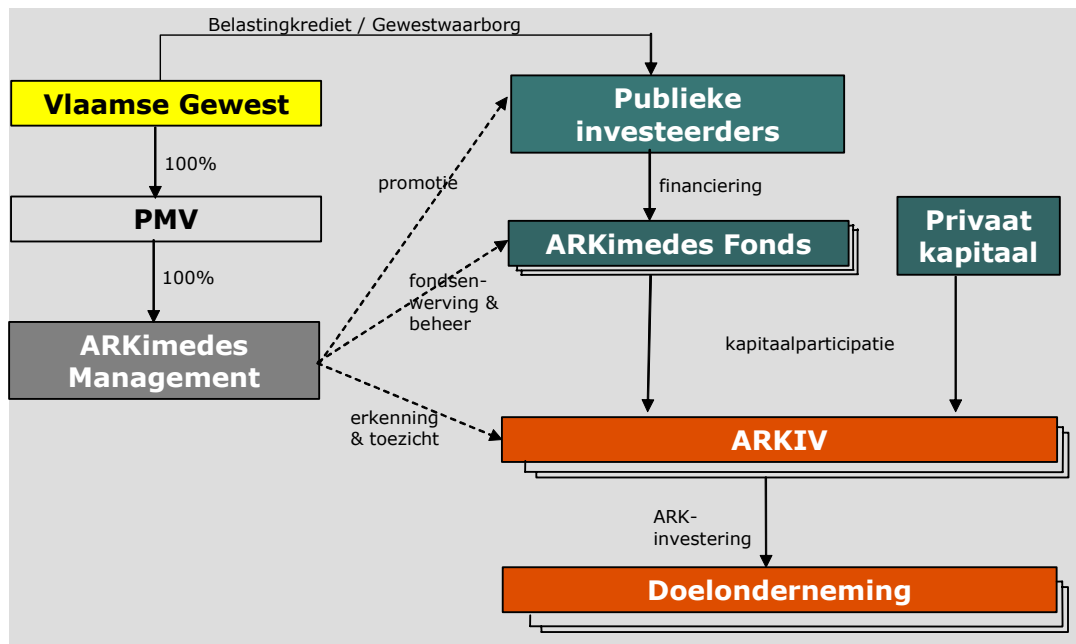 Belastingkrediet / Gewestwaarborg
Vlaamse Gewest
Publieke
investeerders
100%
promotie
financiering
PMV
ARKimedes Fonds
Privaat
kapitaal
100%
fondsen-
werving &
beheer
ARKimedes
Management
kapitaalparticipatie
erkenning
& toezicht
ARKIV
ARK-
investering
Doelonderneming